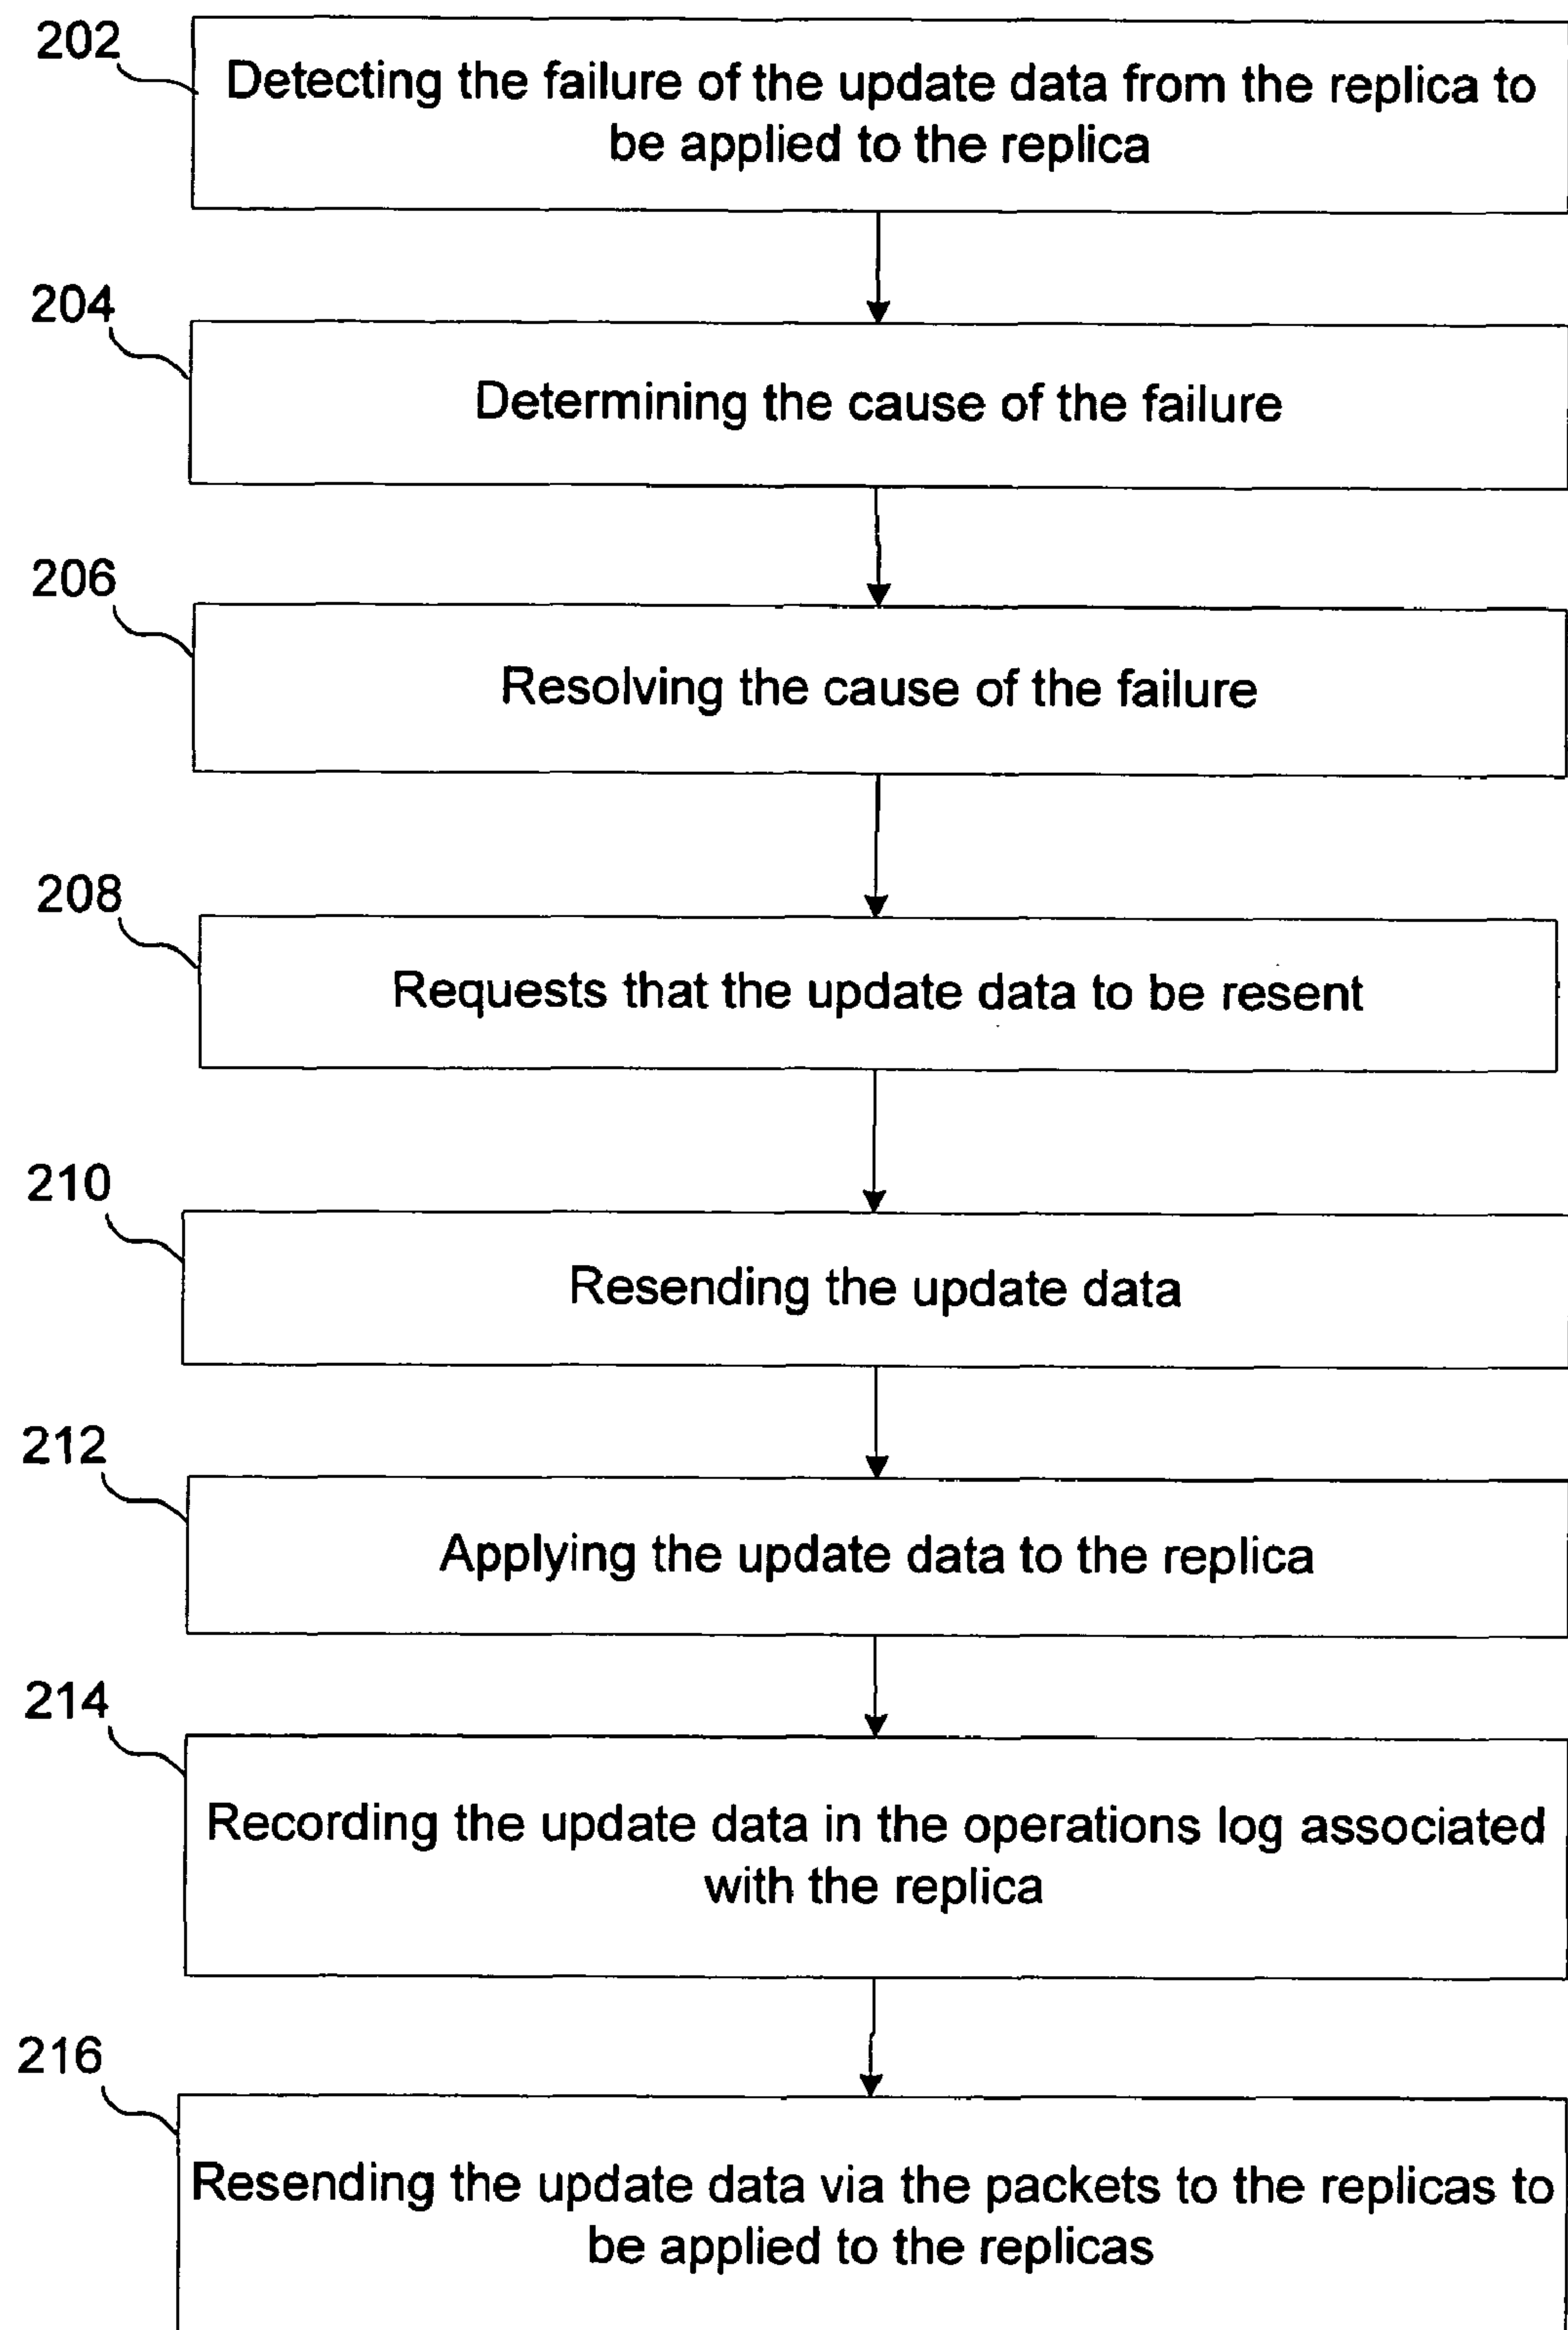 202
Detecting the failure of the update data from the replica to
be applied to the replica
204
Determining the cause of the failure
206
Resolving the cause of the failure
208
Requests that the update data to be resent
210
Resending the update data
212
Applying the update data to the replica
214
Recording the update data in the operations log associated
with the replica
216
Resending the update data via the packets to the replicas to
be applied to the replicas